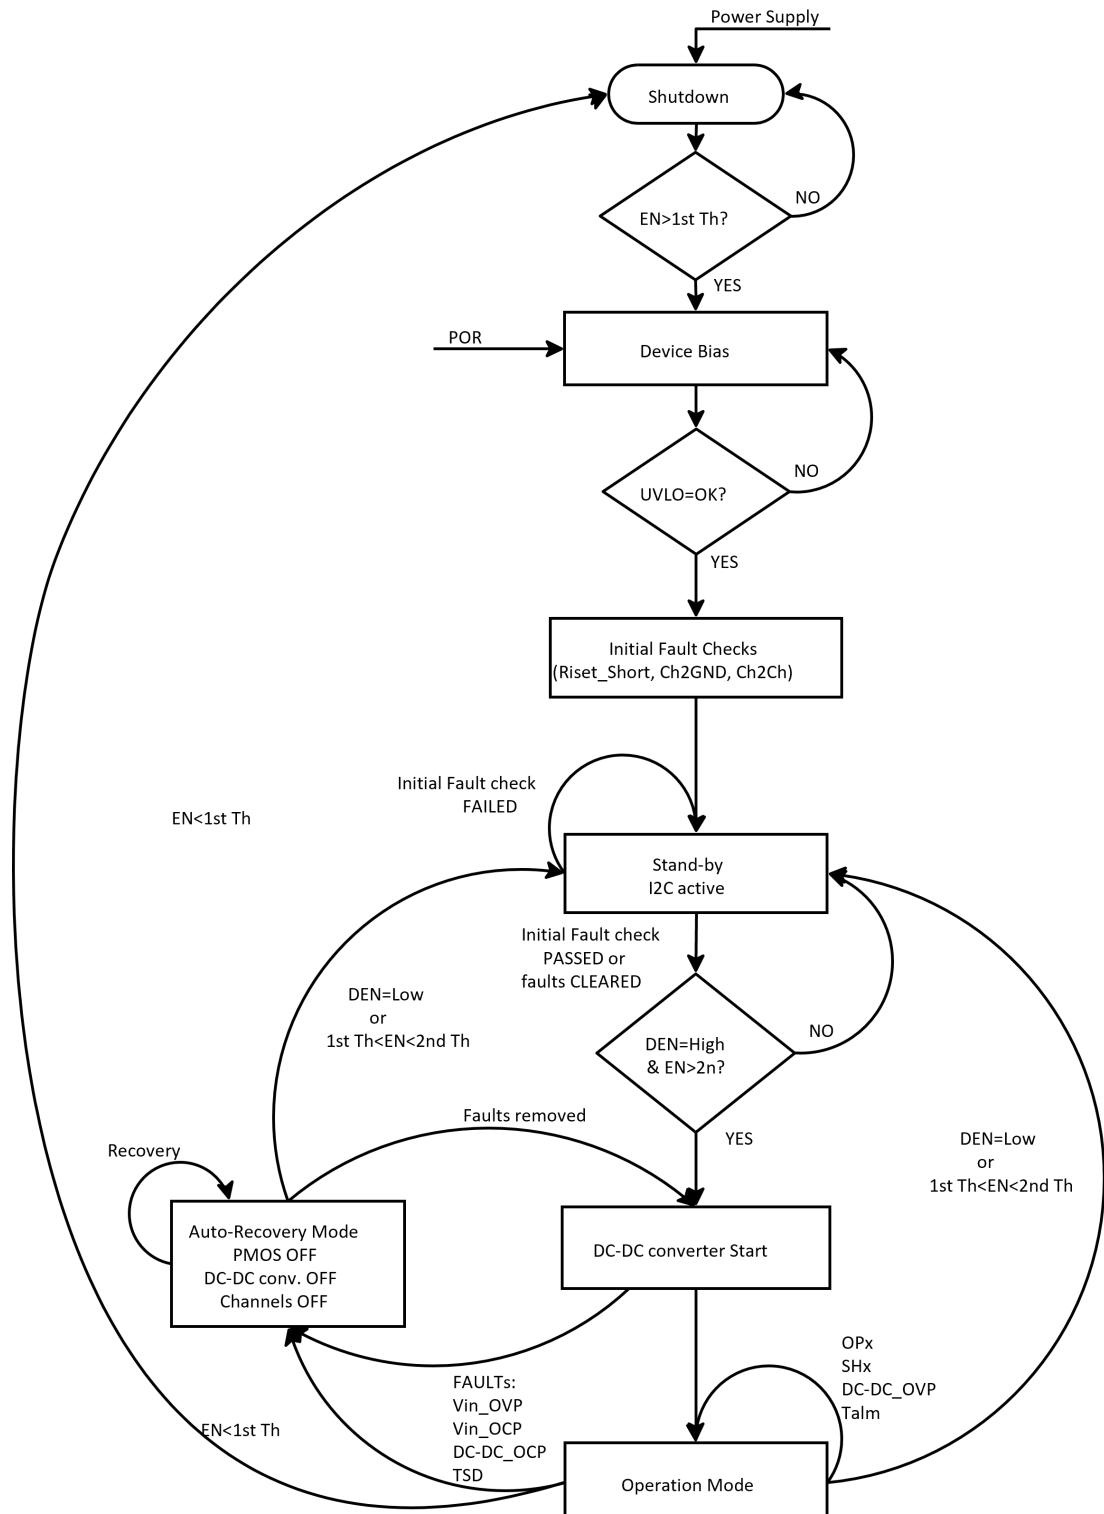 Power Supply
Shutdown
NO
EN>1st Th?
YES
POR
Device Bias
NO
UVLO=OK?
YES
Initial Fault Checks
(Riset_Short, Ch2GND, Ch2Ch)
Initial Fault check
FAILED
EN<1st Th
Stand-by
I2C active
Initial Fault check
PASSED or
faults CLEARED
DEN=Low
or
1st Th<EN<2nd Th
NO
DEN=High
& EN>2n?
Faults removed
YES
DEN=Low
or
1st Th<EN<2nd Th
Recovery
Auto-Recovery Mode
PMOS OFF
DC-DC conv. OFF
Channels OFF
DC-DC converter Start
OPx
SHx
DC-DC_OVP
Talm
FAULTs:
Vin_OVP
Vin_OCP
DC-DC_OCP
TSD
EN<1st Th
Operation Mode